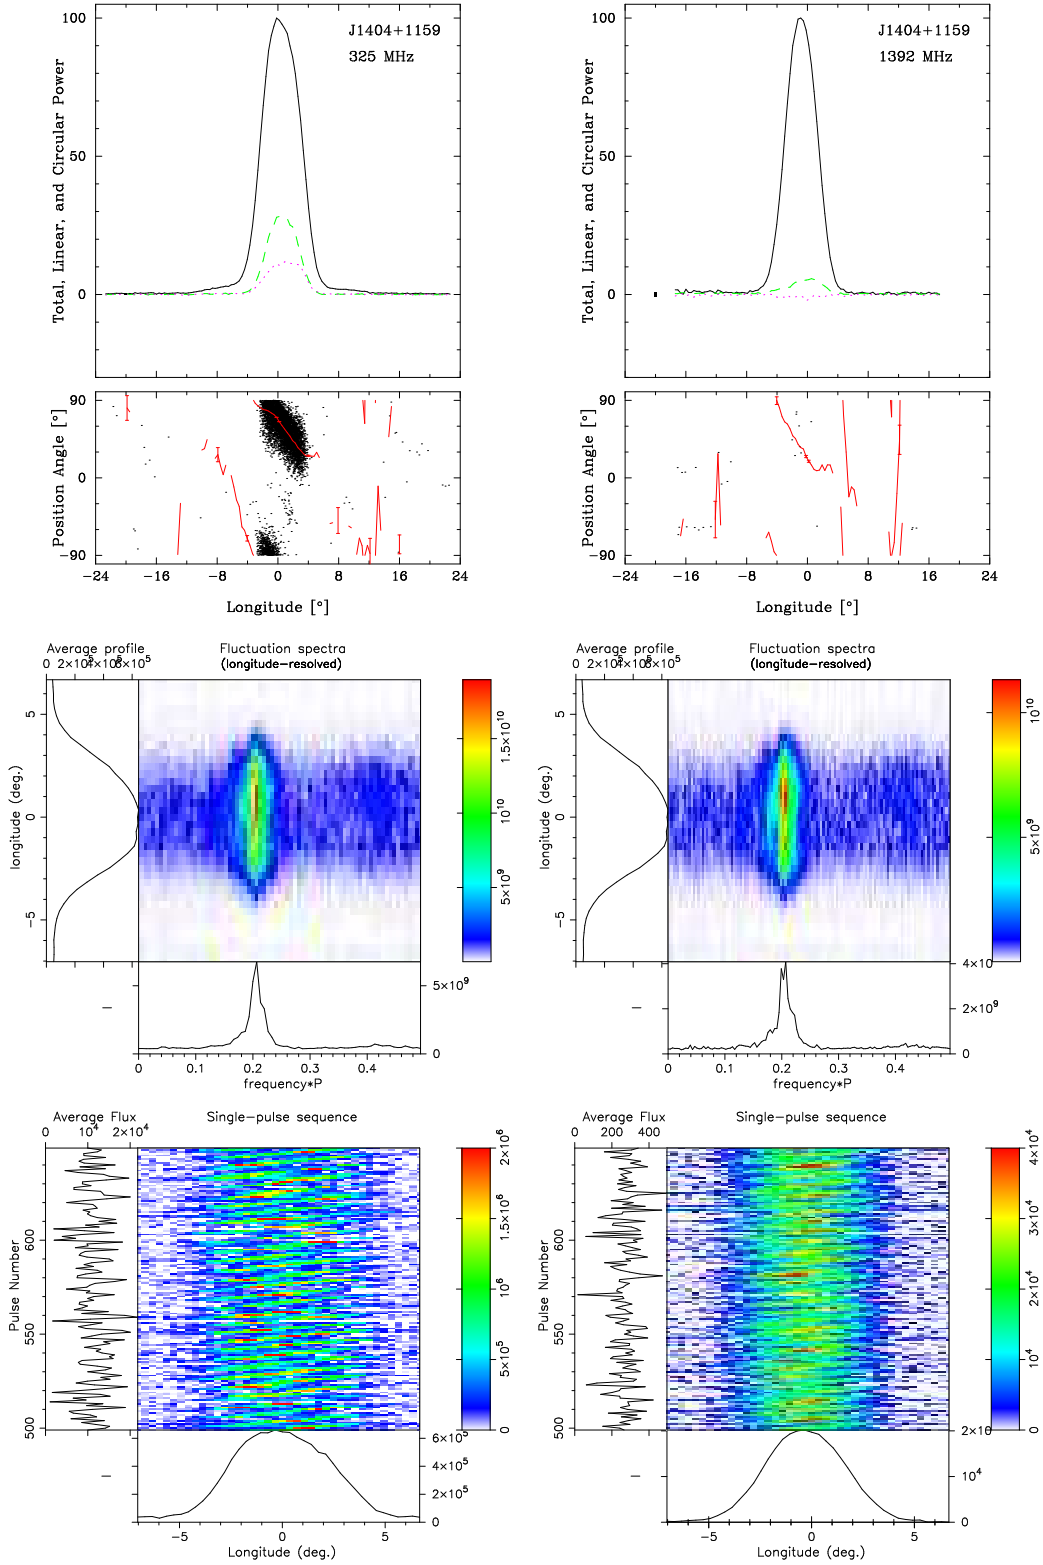 J1404+1159
325 MHz
Total, Linear, and Circular Power
100
50
0
Position Angle [°]
90
0
−90
−24 −16 −8 0 8 16 24
Longitude [°]
J1404+1159
1392 MHz
Total, Linear, and Circular Power
100
50
0
Position Angle [°]
90
0
−90
−24 −16 −8 0 8 16 24
Longitude [°]
Average profile
Fluctuation spectra
(longitude−resolved)
longitude (deg.)
5
0
−5
1.5×10¹⁰
10¹⁰
5×10⁹
5×10⁹
0
0 0.1 0.2 0.3 0.4
frequency*P
Average profile
Fluctuation spectra
(longitude−resolved)
longitude (deg.)
5
0
−5
10¹⁰
5×10⁹
2×10⁹
0
0 0.1 0.2 0.3 0.4
frequency*P
Average Flux
Single−pulse sequence
0 10⁴ 2×10⁴
Pulse Number
600
550
500
2×10⁶
1.5×10⁶
10⁶
5×10⁵
0
6×10⁵
4×10⁵
2×10⁵
0
−5 0 5
Longitude (deg.)
Average Flux
Single−pulse sequence
0 200 400
Pulse Number
600
550
500
4×10⁴
3×10⁴
2×10⁴
10⁴
0
10⁴
0
−5 0 5
Longitude (deg.)